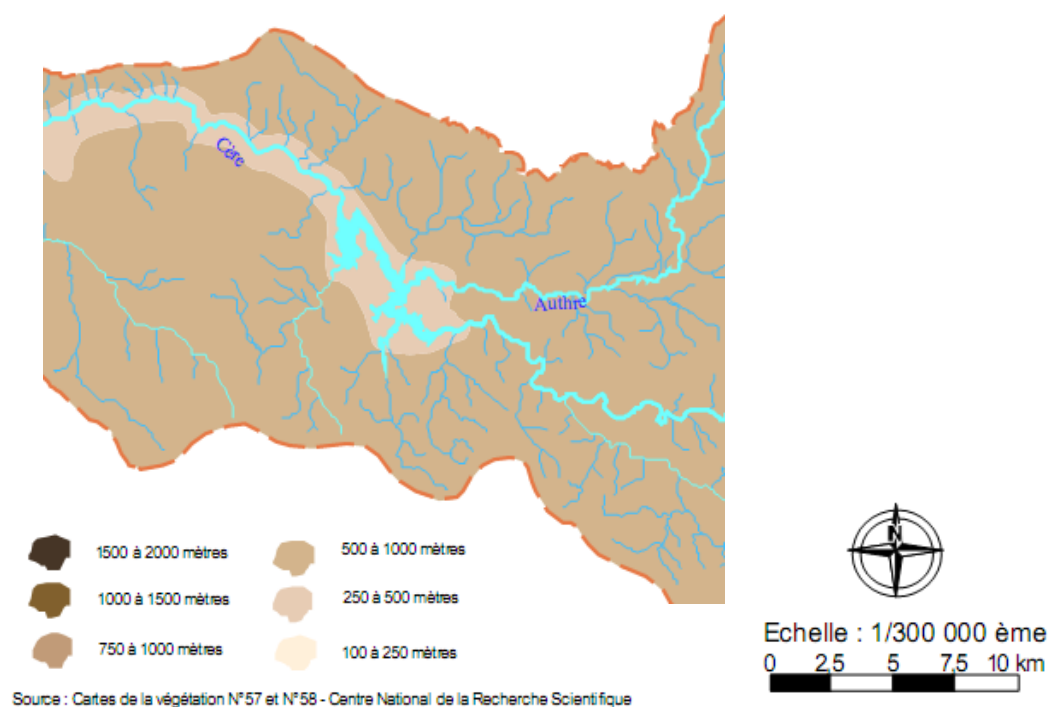 Cère
Authre
1500 à 2000 mètres
1000 à 1500 mètres
750 à 1000 mètres
500 à 1000 mètres
250 à 500 mètres
100 à 250 mètres
N
Echelle : 1/300 000 ème
0 2,5 5 7,5 10 km
Source : Cartes de la végétation N°57 et N°58 - Centre National de la Recherche Scientifique